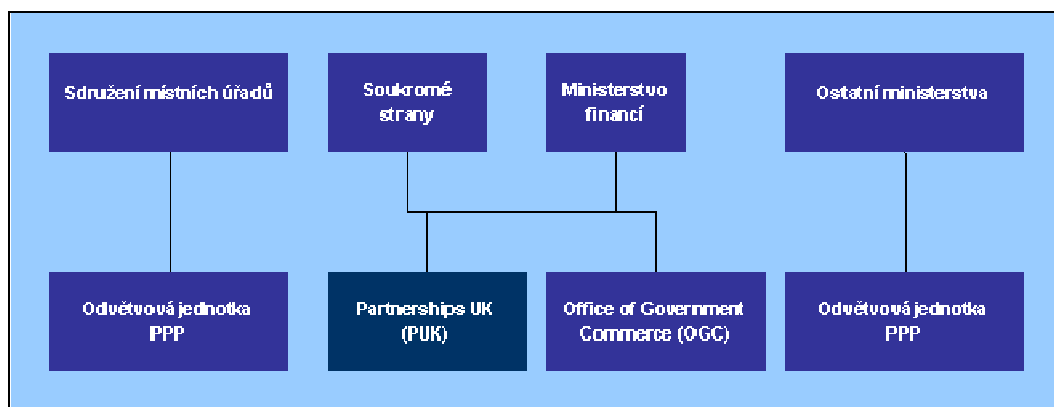 Sdružení místních úřadů
Soukromé
strany
Ministerstvo
financí
Ostatní ministerstva
Odvětvová jednotka
PPP
Partnerships UK
(PUK)
Office of Government
Commerce (OGC)
Odvětvová jednotka
PPP